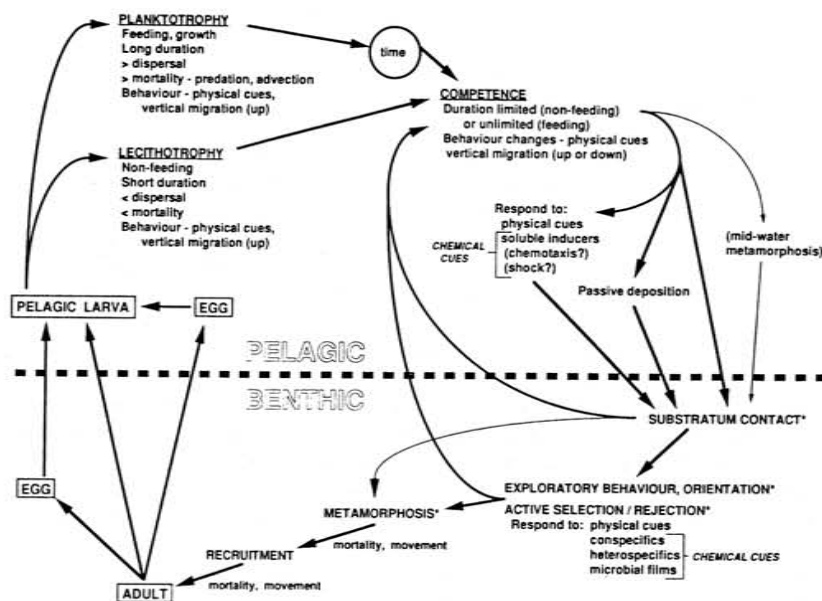 PLANKTOTROPHY
Feeding, growth
Long duration
> dispersal
> mortality - predation, advection
Behaviour - physical cues,
vertical migration (up)
time
COMPETENCE
Duration limited (non-feeding)
or unlimited (feeding)
Behaviour changes - physical cues
vertical migration (up or down)
LECITHOTROPHY
Non-feeding
Short duration
< dispersal
< mortality
Behaviour - physical cues,
vertical migration (up)
Respond to:
physical cues
CHEMICAL
CUES
soluble inducers
(chemotaxis?)
(shock?)
(mid-water
metamorphosis)
Passive deposition
PELAGIC LARVA
EGG
PELAGIC
BENTHIC
SUBSTRATUM CONTACT*
EGG
EXPLORATORY BEHAVIOUR, ORIENTATION*
ACTIVE SELECTION / REJECTION*
Respond to: physical cues
conspecifics
heterospecifics
microbial films
CHEMICAL CUES
METAMORPHOSIS*
mortality, movement
RECRUITMENT
mortality, movement
ADULT